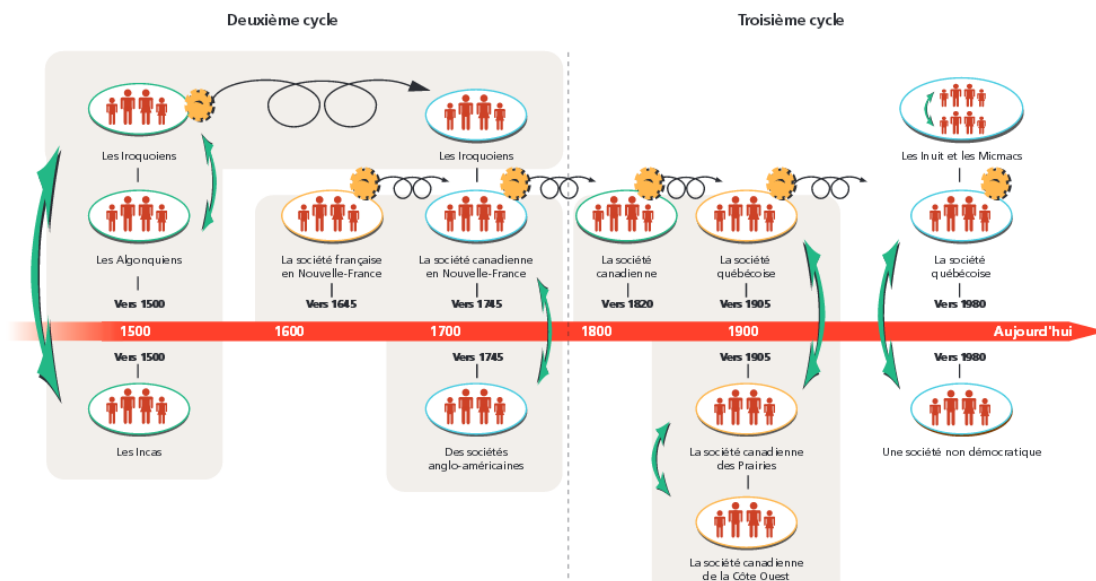 Deuxième cycle
Troisième cycle
Les Iroquoiens
Les Iroquoiens
Les Inuit et les Micmacs
Les Algonquiens
La société française
en Nouvelle-France
La société canadienne
en Nouvelle-France
La société
canadienne
La société
québécoise
La société
québécoise
Vers 1500
Vers 1645
Vers 1745
Vers 1820
Vers 1905
Vers 1980
1500
1600
1700
1800
1900
Aujourd'hui
Vers 1500
Vers 1745
Vers 1905
Vers 1980
Les Incas
Des sociétés
anglo-américaines
La société canadienne
des Prairies
Une société non démocratique
La société canadienne
de la Côte Ouest